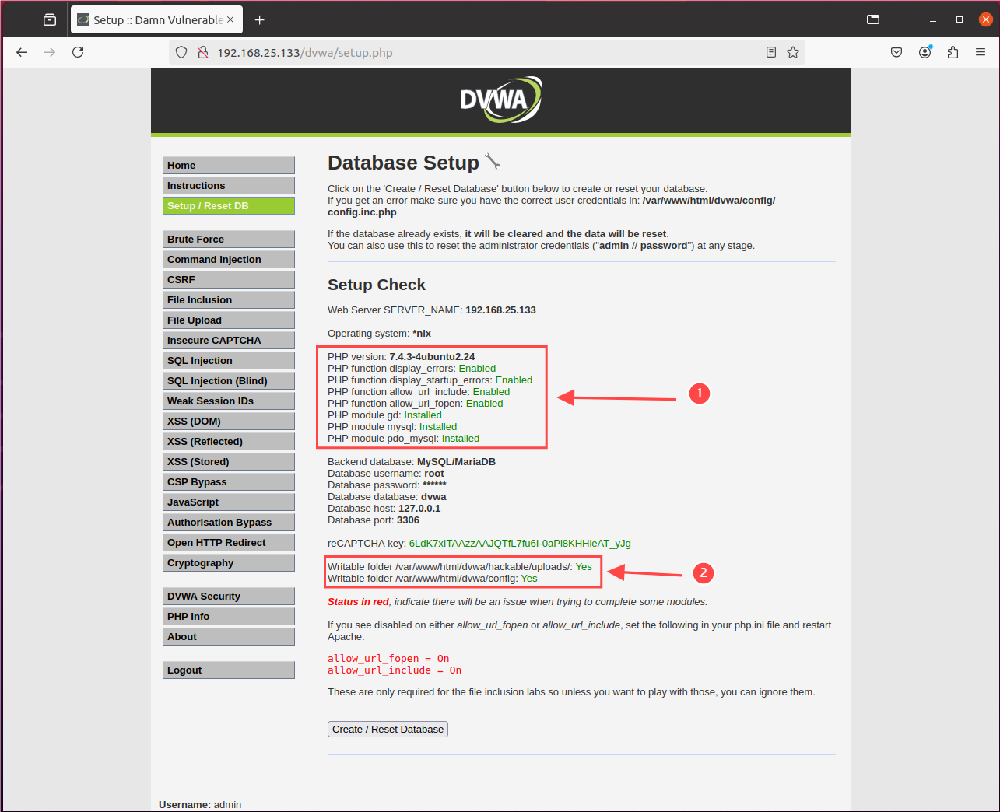 Setup :: Damn Vulnerable
192.168.25.133/dvwa/setup.php
DVWA
Home
Instructions
Setup / Reset DB
Brute Force
Command Injection
CSRF
File Inclusion
File Upload
Insecure CAPTCHA
SQL Injection
SQL Injection (Blind)
Weak Session IDs
XSS (DOM)
XSS (Reflected)
XSS (Stored)
CSP Bypass
JavaScript
Authorisation Bypass
Open HTTP Redirect
Cryptography
DVWA Security
PHP Info
About
Logout
Database Setup
Click on the 'Create / Reset Database' button below to create or reset your database.
If you get an error make sure you have the correct user credentials in: /var/www/html/dvwa/config/
config.inc.php
If the database already exists, it will be cleared and the data will be reset.
You can also use this to reset the administrator credentials ("admin // password") at any stage.
Setup Check
Web Server SERVER_NAME: 192.168.25.133
Operating system: *nix
PHP version: 7.4.3-4ubuntu2.24
PHP function display_errors: Enabled
PHP function display_startup_errors: Enabled
PHP function allow_url_include: Enabled
PHP function allow_url_fopen: Enabled
PHP module gd: Installed
PHP module mysql: Installed
PHP module pdo_mysql: Installed
1
Backend database: MySQL/MariaDB
Database username: root
Database password: ******
Database database: dvwa
Database host: 127.0.0.1
Database port: 3306
reCAPTCHA key: 6LdK7xITAAzzAAJQTfL7fu6I-0aPl8KHHieAT_yJg
Writable folder /var/www/html/dvwa/hackable/uploads/: Yes
Writable folder /var/www/html/dvwa/config: Yes
2
Status in red, indicate there will be an issue when trying to complete some modules.
If you see disabled on either allow_url_fopen or allow_url_include, set the following in your php.ini file and restart
Apache.
allow_url_fopen = On
allow_url_include = On
These are only required for the file inclusion labs so unless you want to play with those, you can ignore them.
Create / Reset Database
Username: admin